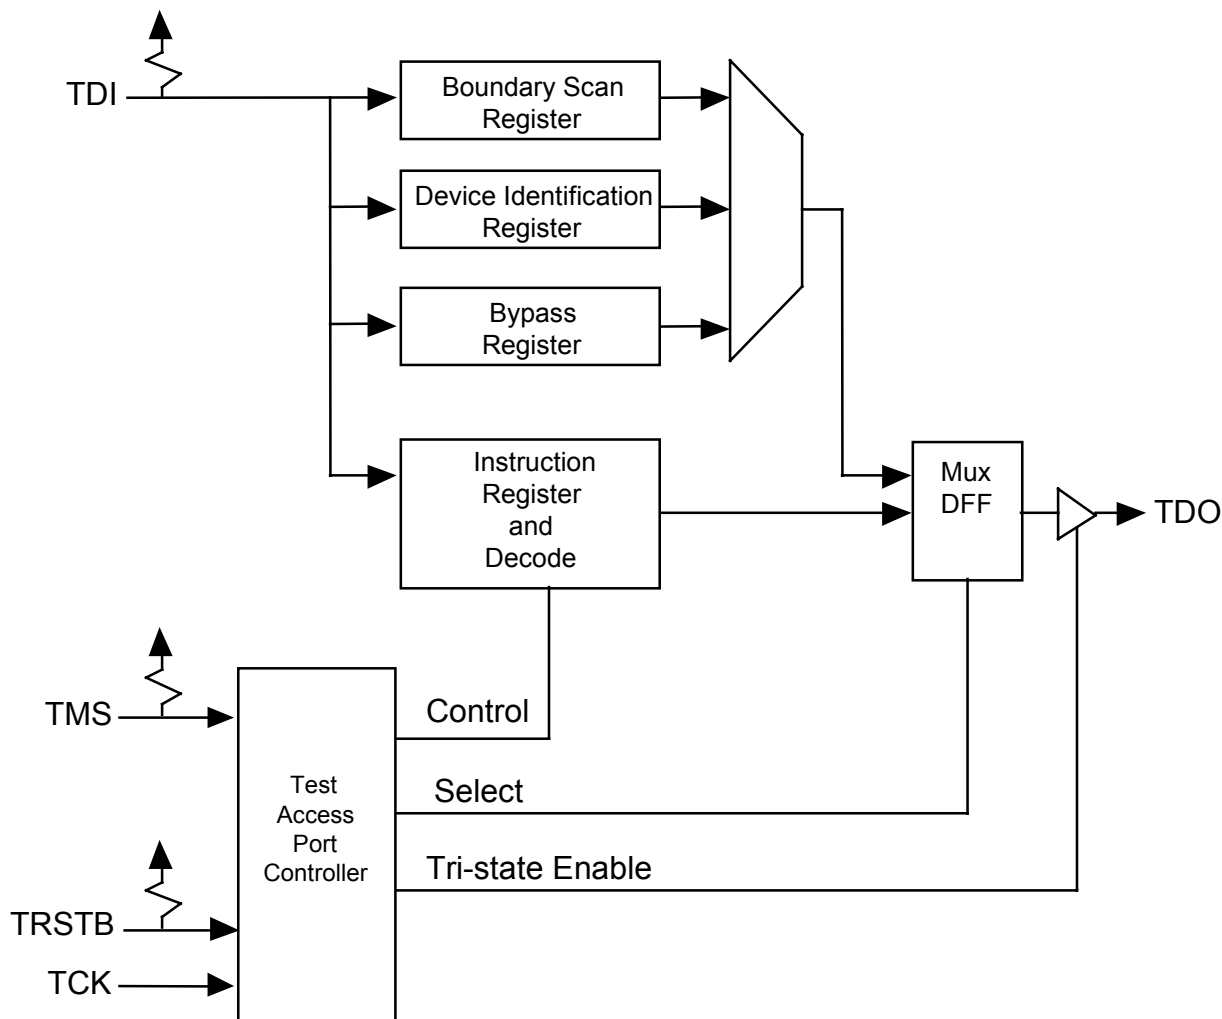 TDI
Boundary Scan
Register
Device Identification
Register
Bypass
Register
Instruction
Register
and
Decode
Mux
DFF
TDO
TMS
Control
Select
Tri-state Enable
Test
Access
Port
Controller
TRSTB
TCK